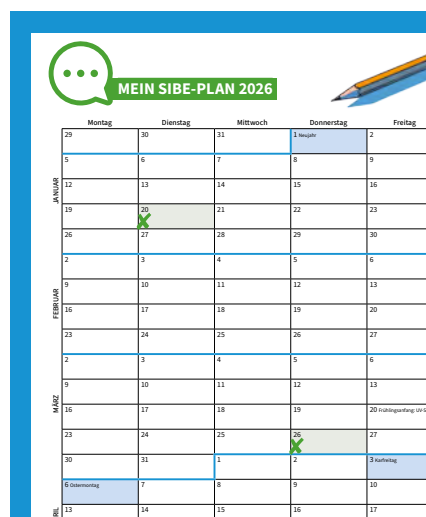 MEIN SIBE-PLAN 2026
Montag Dienstag Mittwoch Donnerstag Freitag
29 30 31 1 Neujahr 2
5 6 7 8 9
JANUAR
12 13 14 15 16
19 20 21 22 23
26 27 28 29 30
2 3 4 5 6
FEBRUAR
9 10 11 12 13
16 17 18 19 20
23 24 25 26 27
2 3 4 5 6
MÄRZ
9 10 11 12 13
16 17 18 19 20 Frühlingsanfang; UV-S
23 24 25 26 27
30 31 1 2 3 Karfreitag
6 Ostermontag 7 8 9 10
RIL
13 14 15 16 17